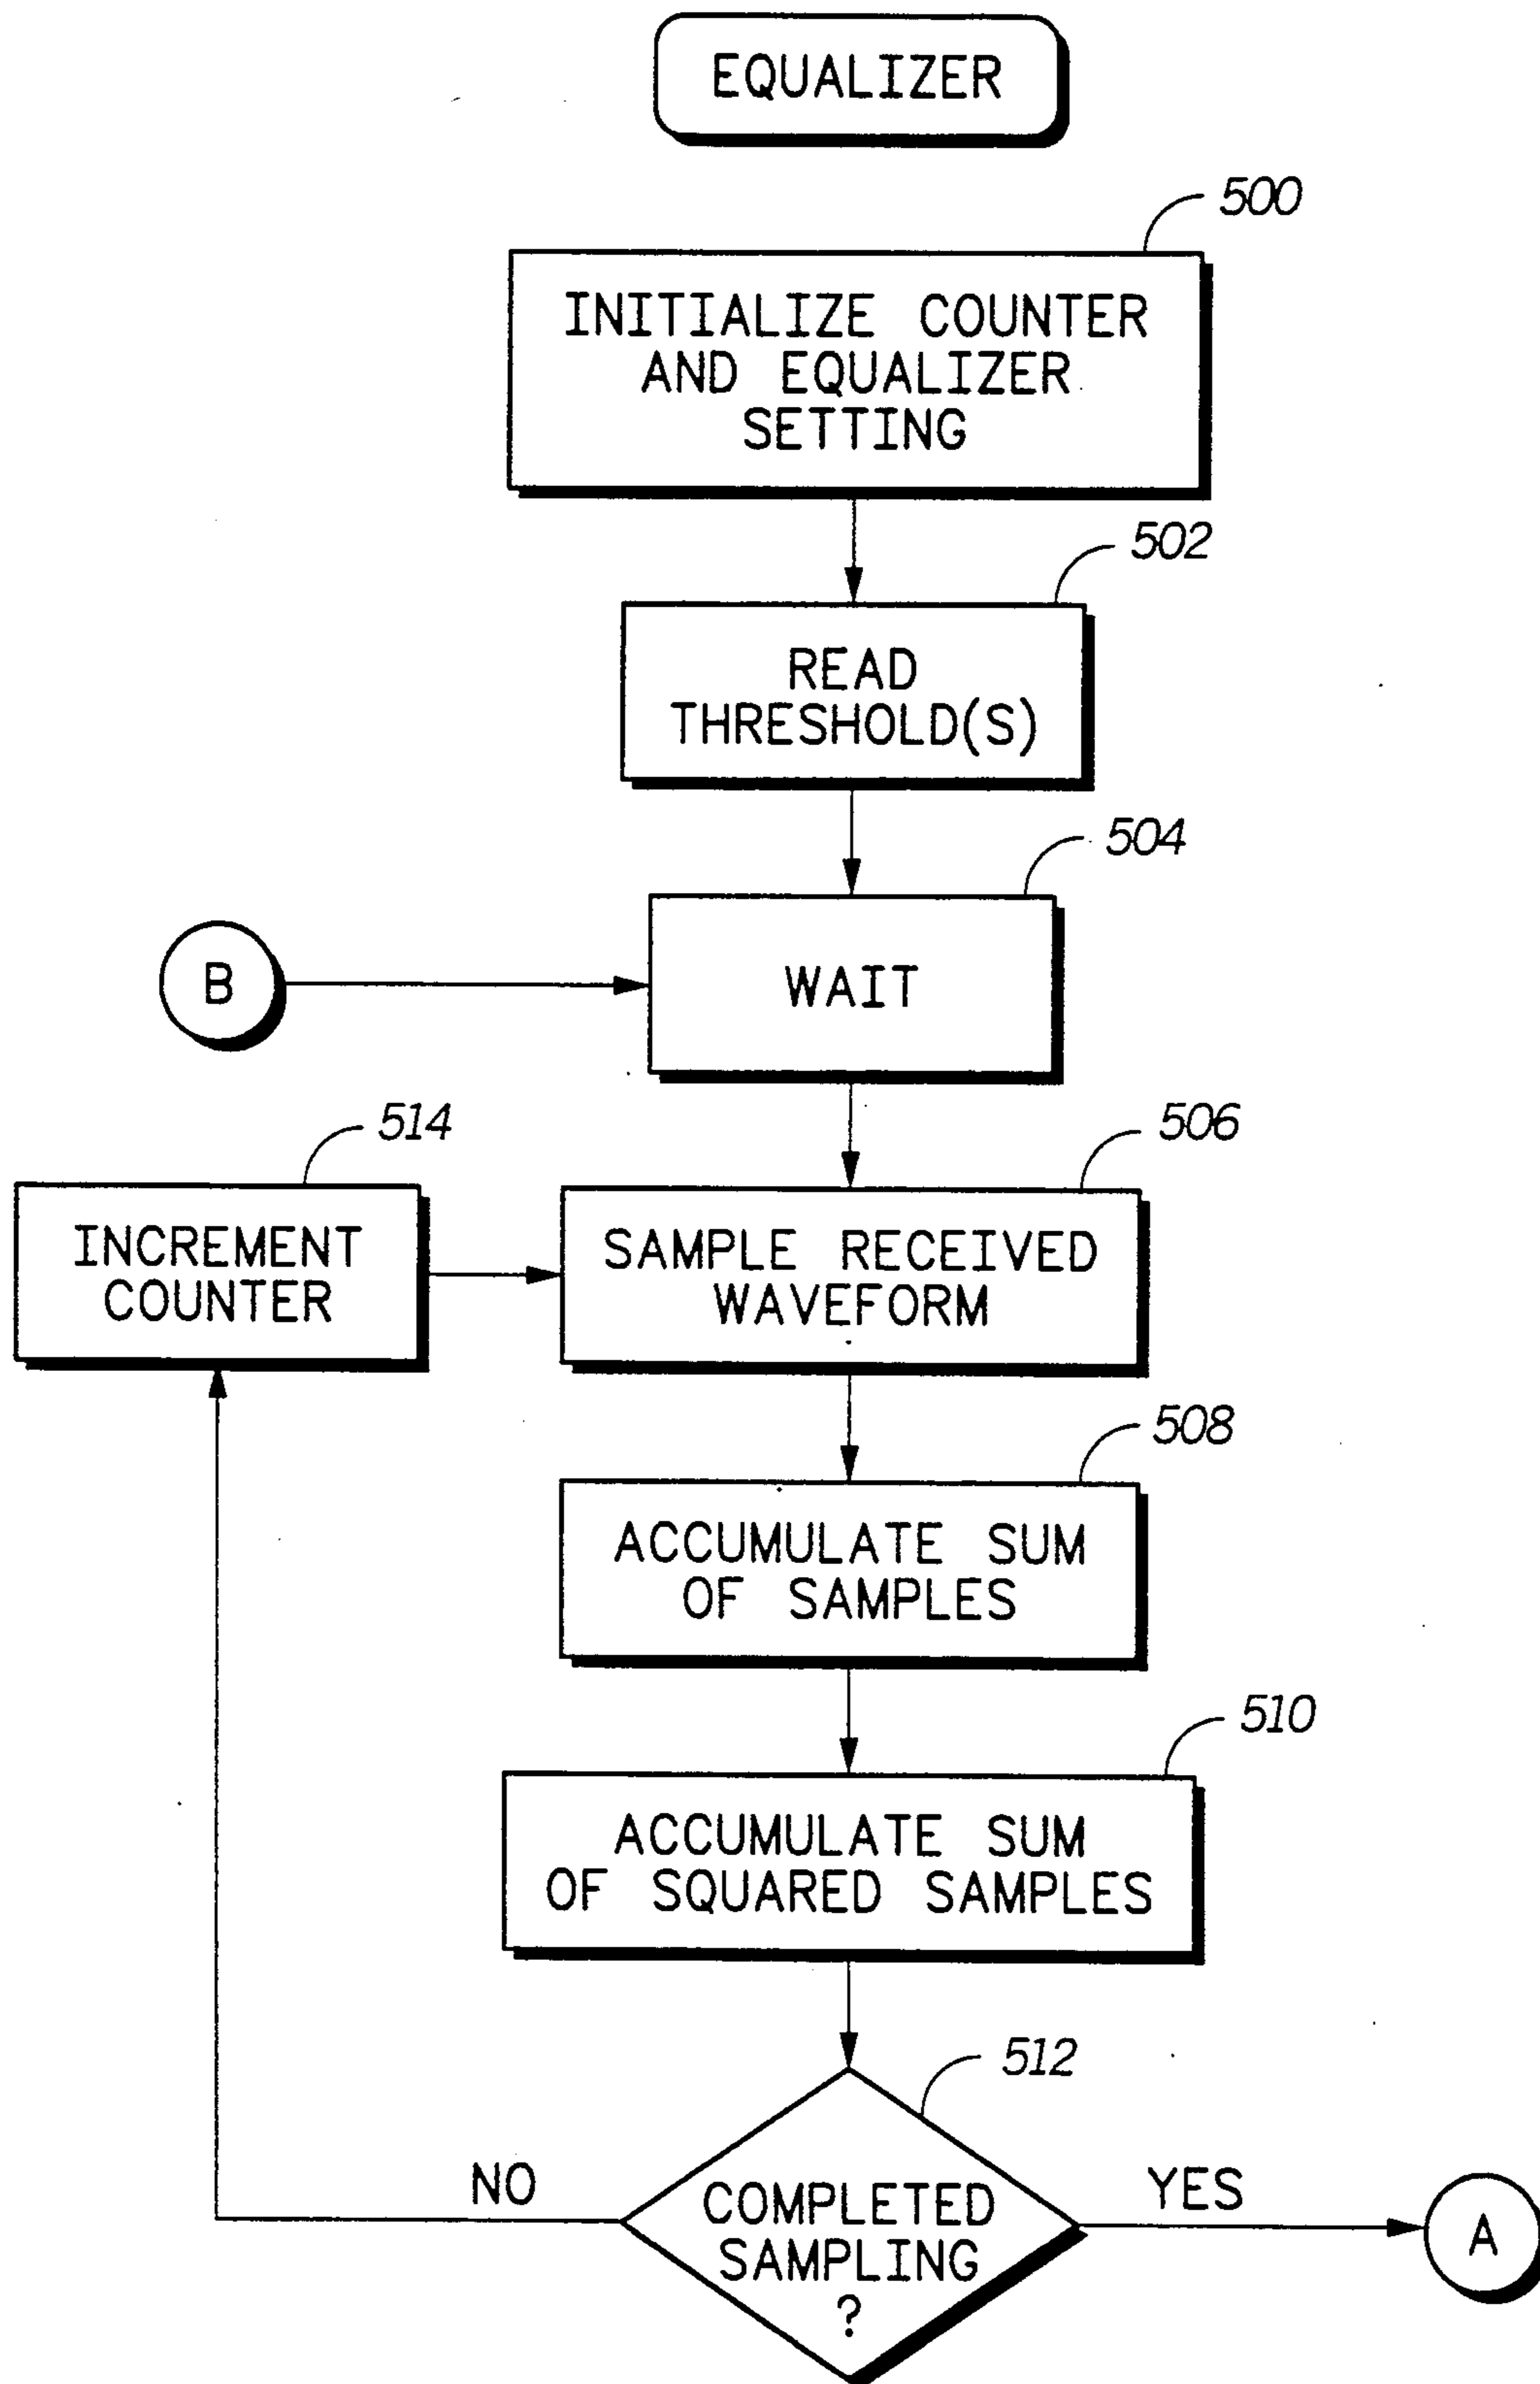 EQUALIZER
500
INITIALIZE COUNTER
AND EQUALIZER
SETTING
502
READ
THRESHOLD(S)
504
B
WAIT
514
506
INCREMENT
COUNTER
SAMPLE RECEIVED
WAVEFORM
508
ACCUMULATE SUM
OF SAMPLES
510
ACCUMULATE SUM
OF SQUARED SAMPLES
512
NO
COMPLETED
SAMPLING
?
YES
A